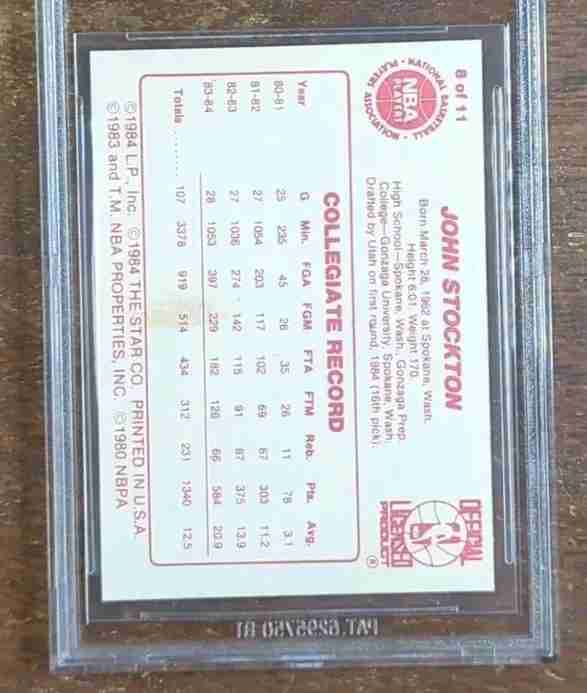 8 of 11
NATIONAL BASKETBALL PLAYERS ASSOCIATION
NBA
PLAYERS
JOHN STOCKTON
Born March 26, 1962 at Spokane, Wash.
Height 6:01. Weight 170.
High School—Spokane, Wash., Gonzaga Prep.
College—Gonzaga University, Spokane, Wash.
Drafted by Utah on first round, 1984 (16th pick).
OFFICIAL
LICENSED
PRODUCT
®
COLLEGIATE RECORD
Year G Min. FGA FGM FTA FTM Reb. Pts. Avg.
80-81 25 235 45 26 35 26 11 78 3.1
81-82 27 1054 203 117 102 69 67 303 11.2
82-83 27 1036 274 142 115 91 87 375 13.9
83-84 28 1053 397 229 182 126 66 584 20.9
Totals ........ 107 3378 919 514 434 312 231 1340 12.5
©1984 L.P., Inc. ©1984 THE STAR CO. PRINTED IN U.S.A.
©1983 and T.M. NBA PROPERTIES, INC. ©1980 NBPA